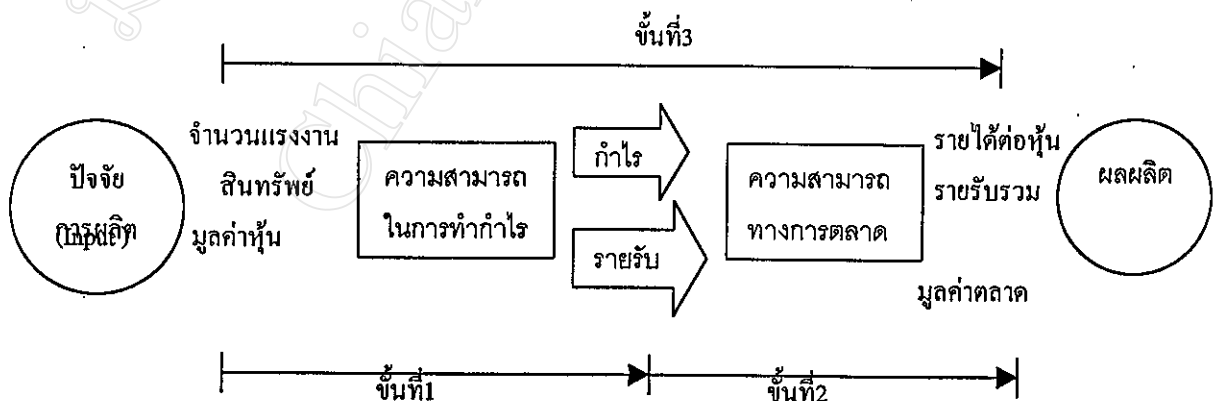 ขั้นที่3
ปัจจัย
การผลิต
(Input)
จำนวนแรงงาน
สินทรัพย์
มูลค่าหุ้น
ความสามารถ
ในการทำกำไร
กำไร
รายรับ
ความสามารถ
ทางการตลาด
รายได้ต่อหุ้น
รายรับรวม
มูลค่าตลาด
ผลผลิต
ขั้นที่1
ขั้นที่2
Chia